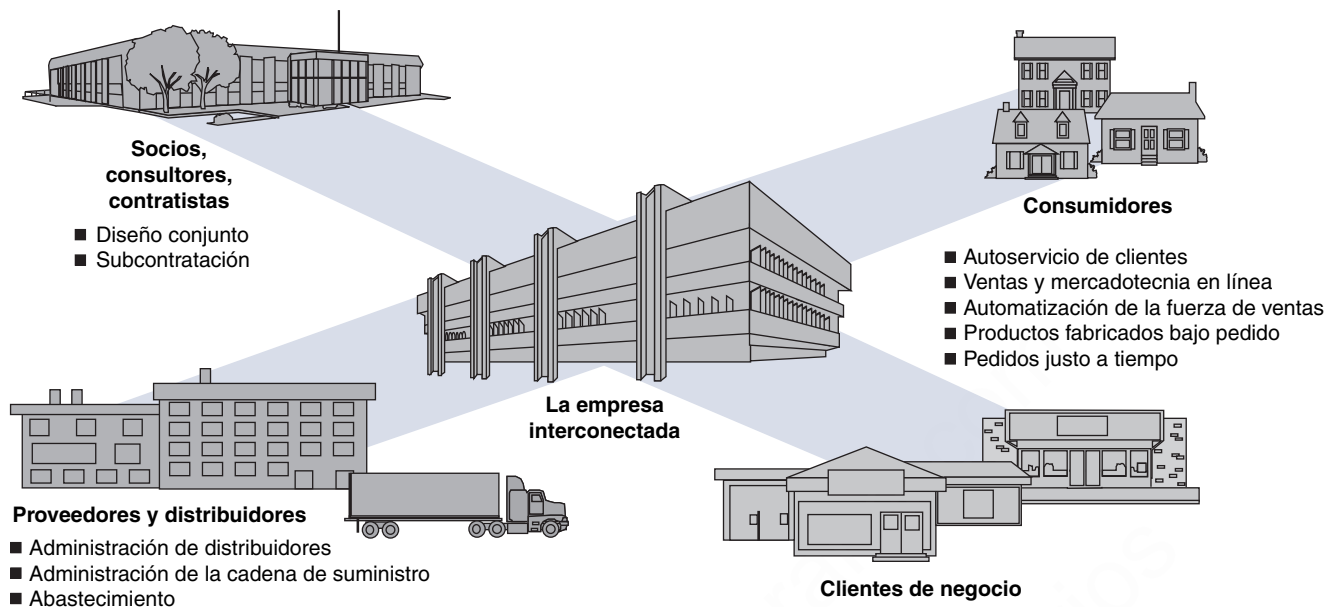 Socios,
consultores,
contratistas
■ Diseño conjunto
■ Subcontratación
Consumidores
■ Autoservicio de clientes
■ Ventas y mercadotecnia en línea
■ Automatización de la fuerza de ventas
■ Productos fabricados bajo pedido
■ Pedidos justo a tiempo
La empresa
interconectada
Proveedores y distribuidores
■ Administración de distribuidores
■ Administración de la cadena de suministro
■ Abastecimiento
Clientes de negocio